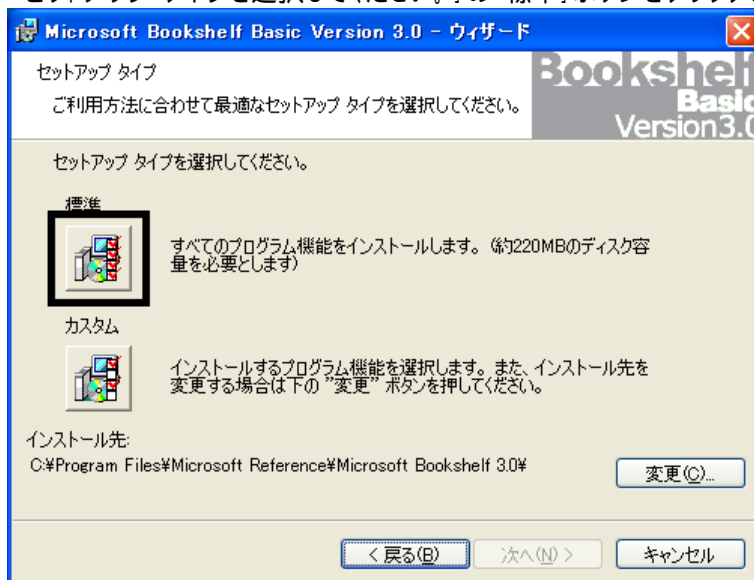 Microsoft Bookshelf Basic Version 3.0 - ウィザード
セットアップ タイプ
ご利用方法に合わせて最適なセットアップ タイプを選択してください。
Bookshelf
Basic
Version3.0
セットアップ タイプを選択してください。
標準
すべてのプログラム機能をインストールします。(約220MBのディスク容
量を必要とします)
カスタム
インストールするプログラム機能を選択します。また、インストール先を
変更する場合は下の "変更" ボタンを押してください。
インストール先:
C:¥Program Files¥Microsoft Reference¥Microsoft Bookshelf 3.0¥
変更(C)...
< 戻る(B)
次へ(N) >
キャンセル